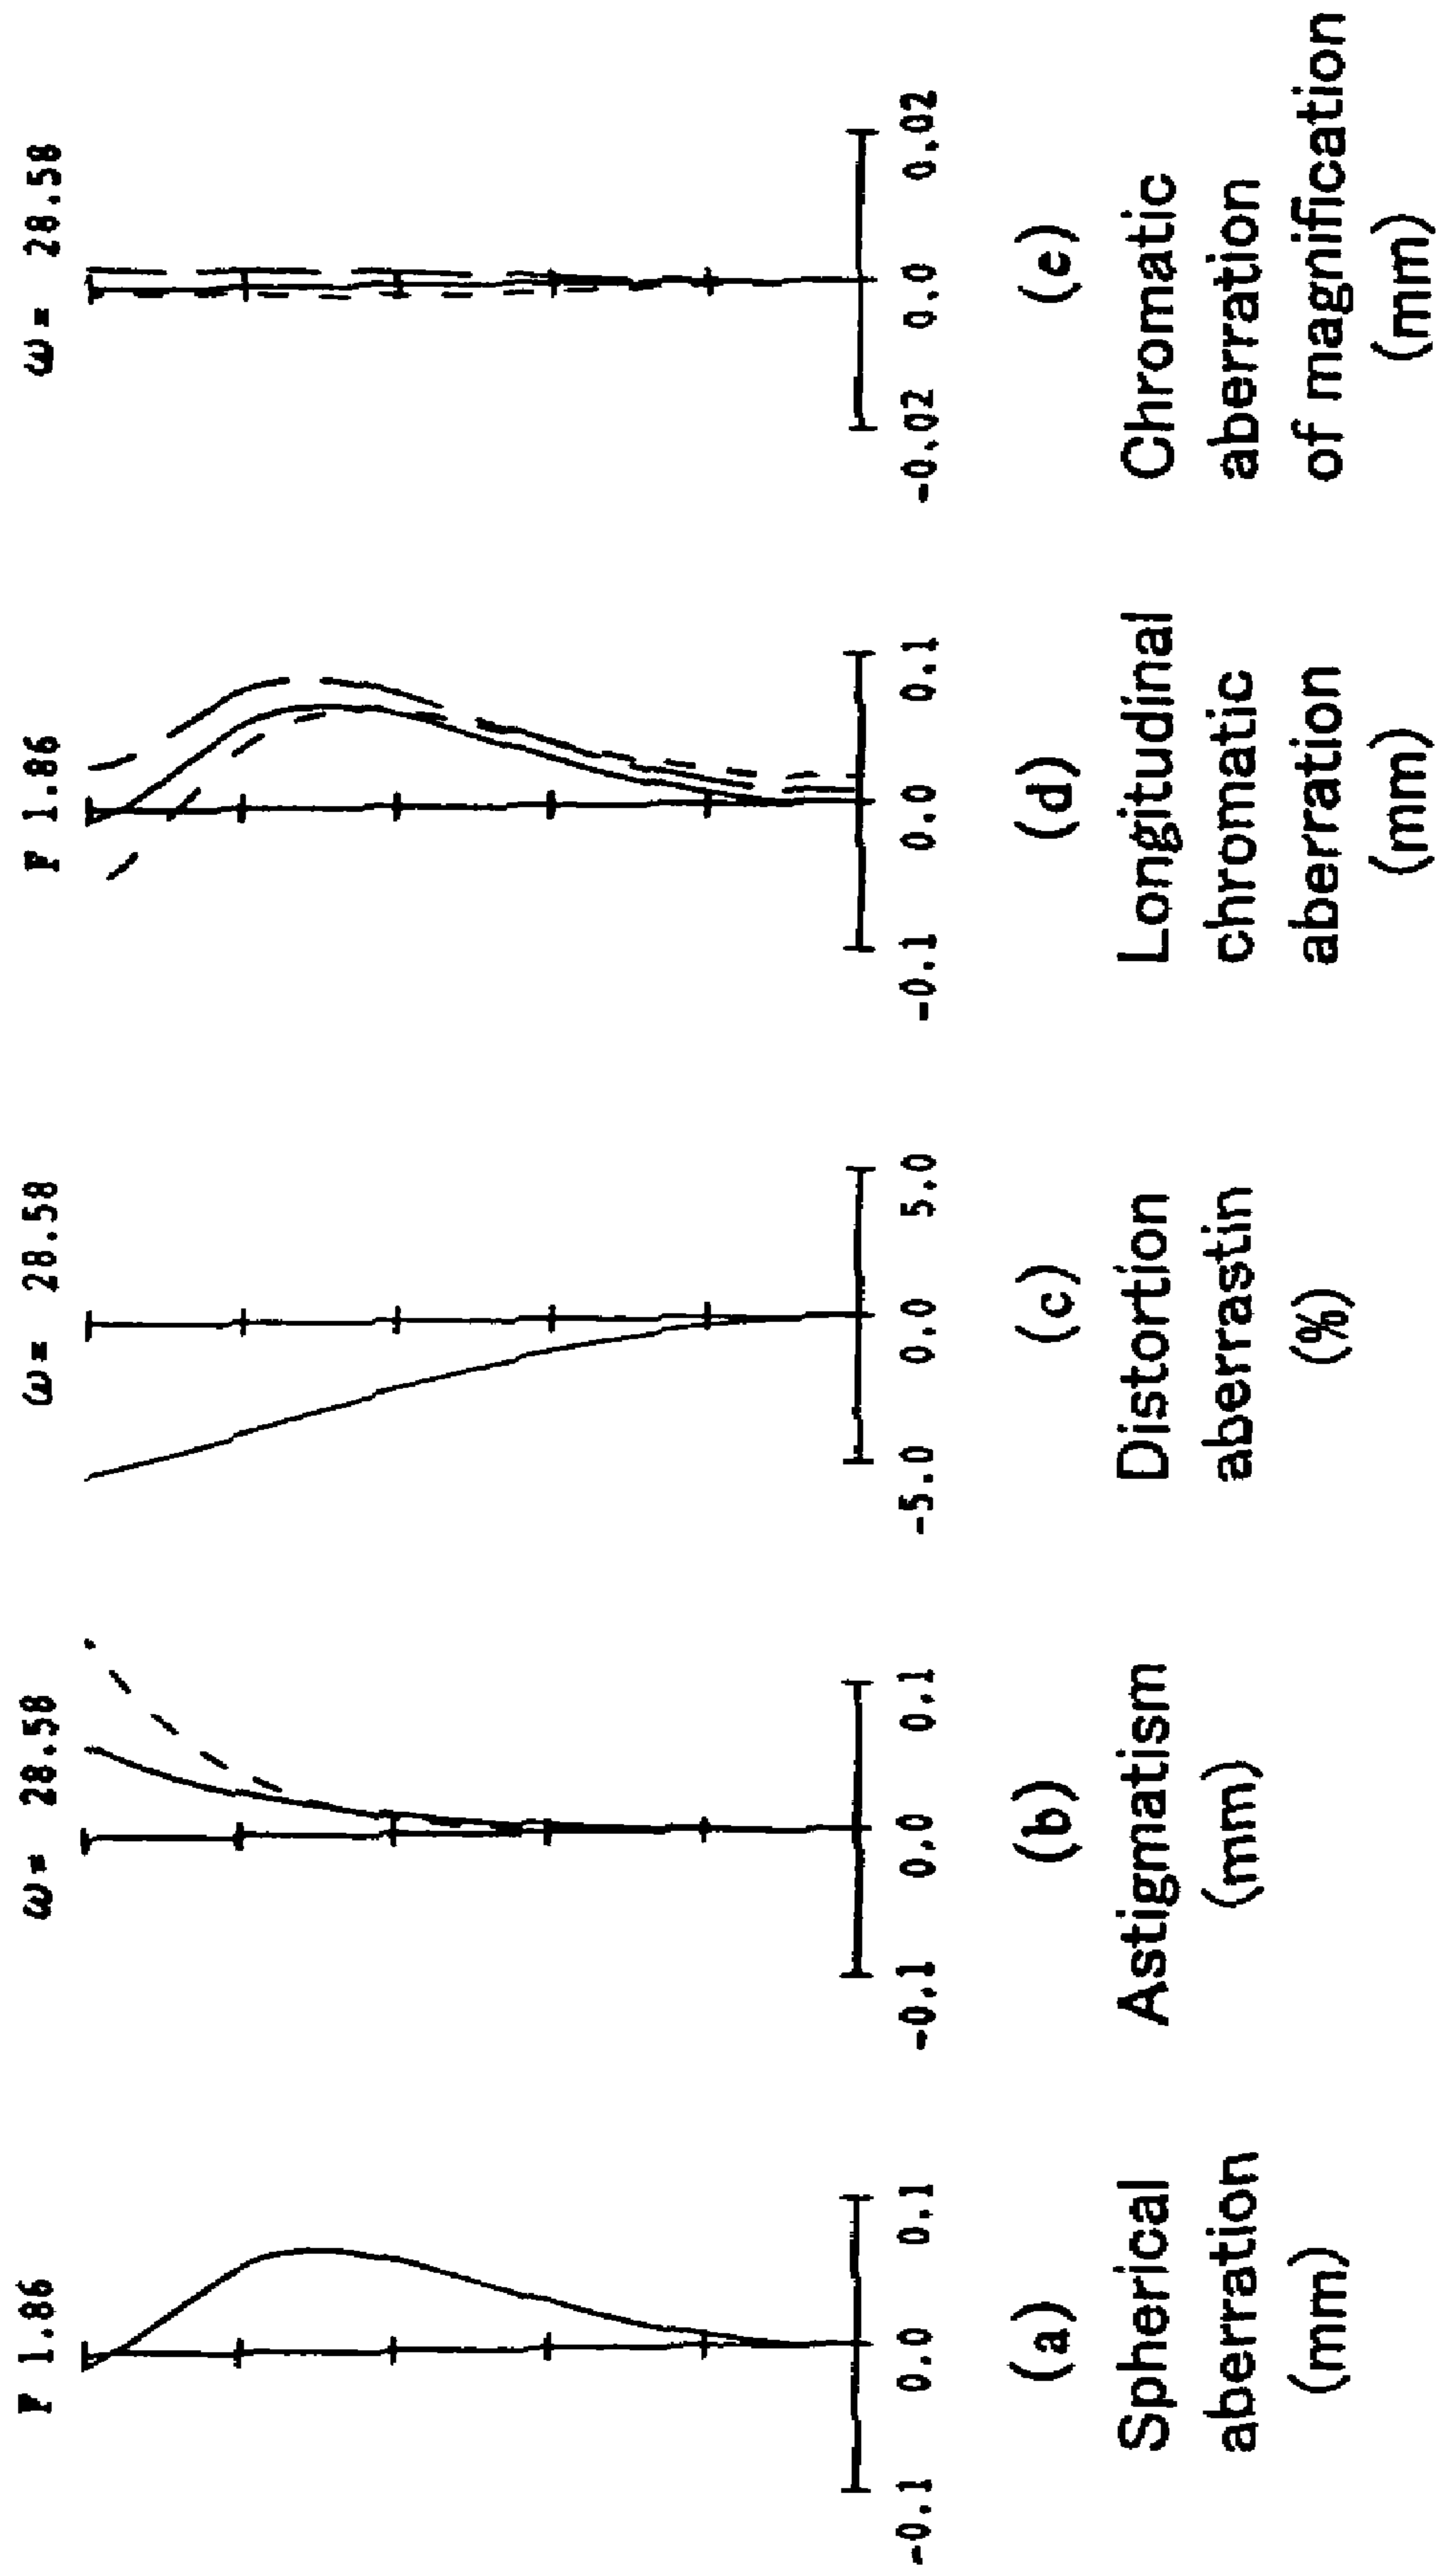 F 1.86
-0.1 0.0 0.1
(a)
Spherical
aberration
(mm)
ω= 28.58
-0.1 0.0 0.1
(b)
Astigmatism
(mm)
ω= 28.58
-5.0 0.0 5.0
(c)
Distortion
aberrastin
(%)
F 1.86
-0.1 0.0 0.1
(d)
Longitudinal
chromatic
aberration
(mm)
ω= 28.58
-0.02 0.0 0.02
(e)
Chromatic
aberration
of magnification
(mm)